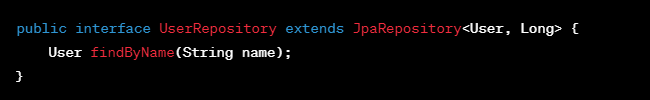 public interface UserRepository extends JpaRepository<User, Long> {
    User findByName(String name);
}